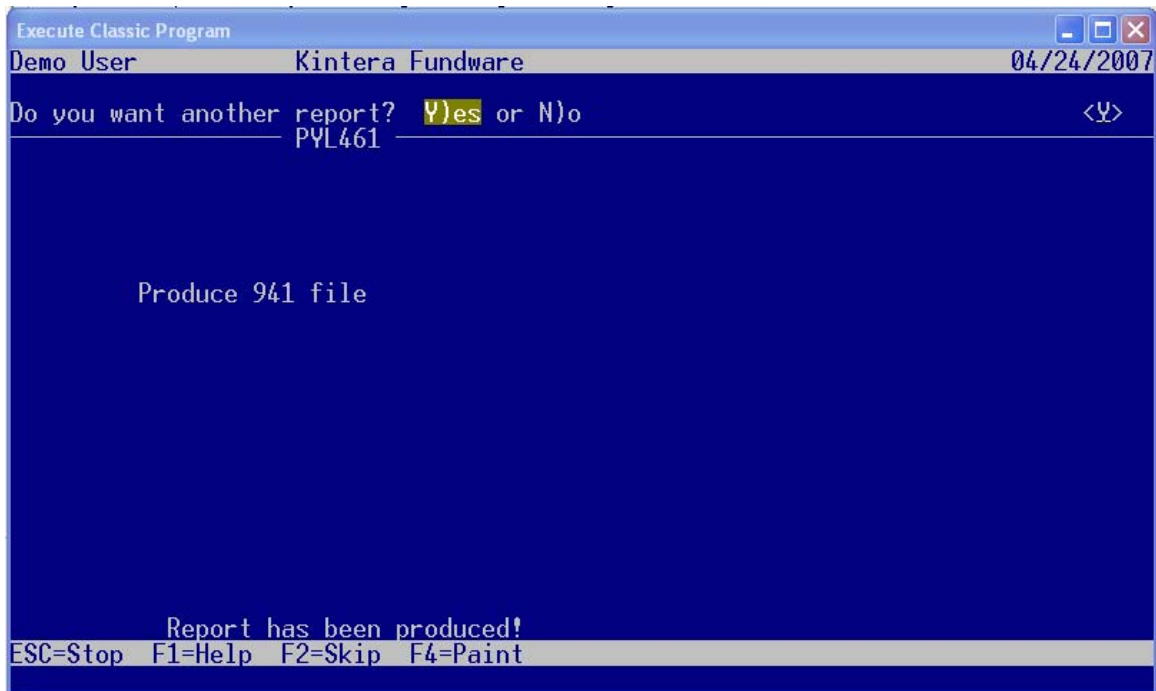 Execute Classic Program
Demo User Kintera Fundware 04/24/2007
Do you want another report? Y)es or N)o <Y>
PYL461
Produce 941 file
Report has been produced!
ESC=Stop F1=Help F2=Skip F4=Paint